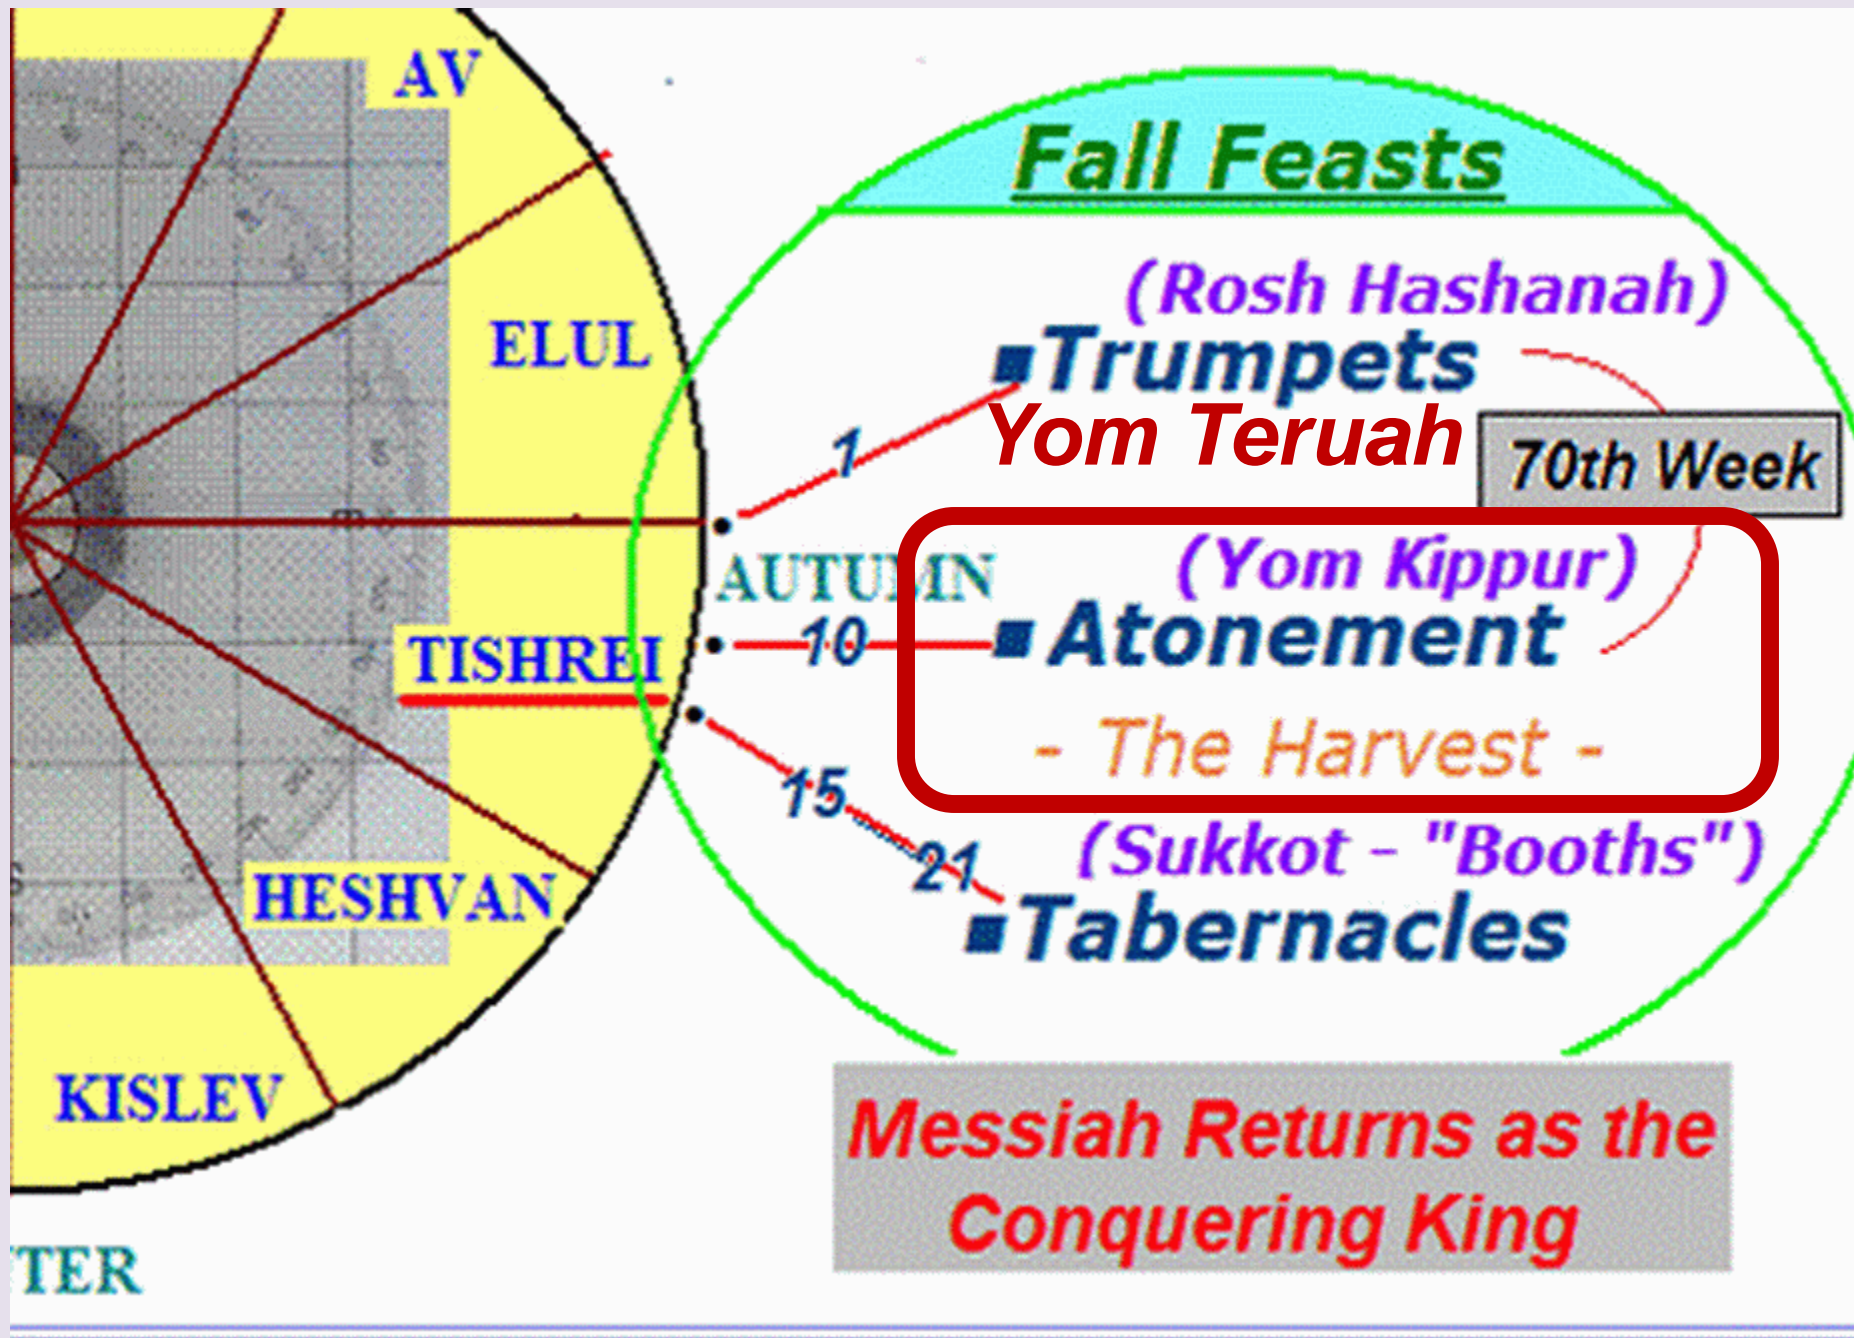 AV
ELUL
AUTUMN
TISHREI
HESHVAN
KISLEV
TER
Fall Feasts
(Rosh Hashanah)
▪Trumpets
Yom Teruah
1
70th Week
(Yom Kippur)
10
▪Atonement
- The Harvest -
15
21
(Sukkot - "Booths")
▪Tabernacles
Messiah Returns as the
Conquering King